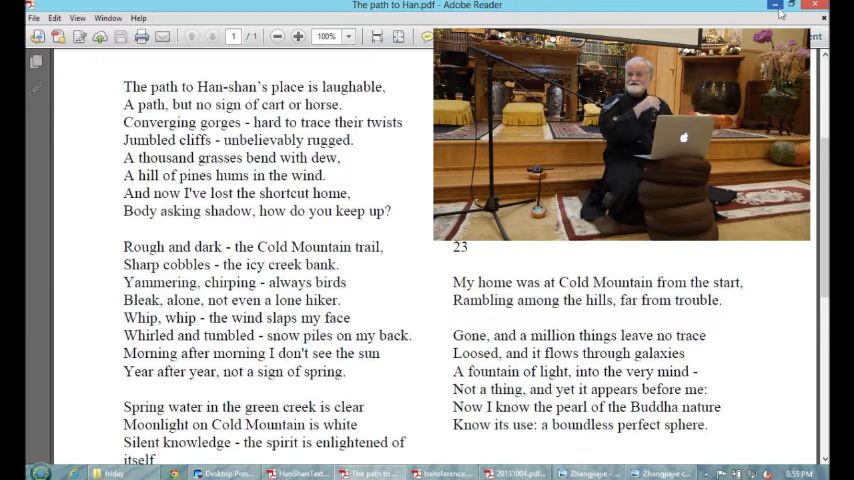 The path to Han.pdf - Adobe Reader
File Edit View Window Help
1 / 1 100%
ent
The path to Han-shan's place is laughable,
A path, but no sign of cart or horse.
Converging gorges - hard to trace their twists
Jumbled cliffs - unbelievably rugged.
A thousand grasses bend with dew,
A hill of pines hums in the wind.
And now I've lost the shortcut home,
Body asking shadow, how do you keep up?
Rough and dark - the Cold Mountain trail,
Sharp cobbles - the icy creek bank.
Yammering, chirping - always birds
Bleak, alone, not even a lone hiker.
Whip, whip - the wind slaps my face
Whirled and tumbled - snow piles on my back.
Morning after morning I don't see the sun
Year after year, not a sign of spring.
Spring water in the green creek is clear
Moonlight on Cold Mountain is white
Silent knowledge - the spirit is enlightened of
itself
23
My home was at Cold Mountain from the start,
Rambling among the hills, far from trouble.
Gone, and a million things leave no trace
Loosed, and it flows through galaxies
A fountain of light, into the very mind -
Not a thing, and yet it appears before me:
Now I know the pearl of the Buddha nature
Know its use: a boundless perfect sphere.
friday Desktop Pres... HanShanText... The path to ... transference... 20131004.pdf... Zhangjiajie - ... Zhangjiajie c... 8:55 PM